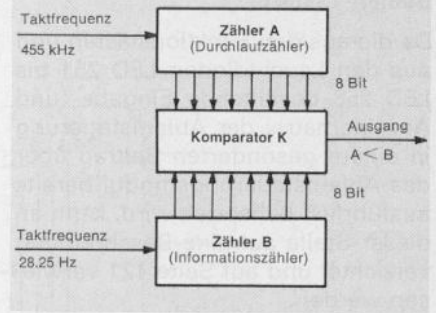 Taktfrequenz
455 kHz
Zähler A
(Durchlaufzähler)
8 Bit
Komparator K
Ausgang
A < B
8 Bit
Taktfrequenz
28.25 Hz
Zähler B
(Informationszähler)